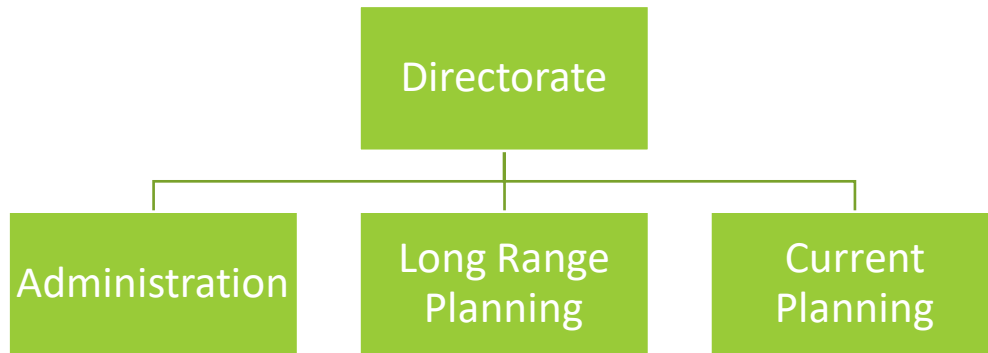 Directorate
Administration
Long Range
Planning
Current
Planning